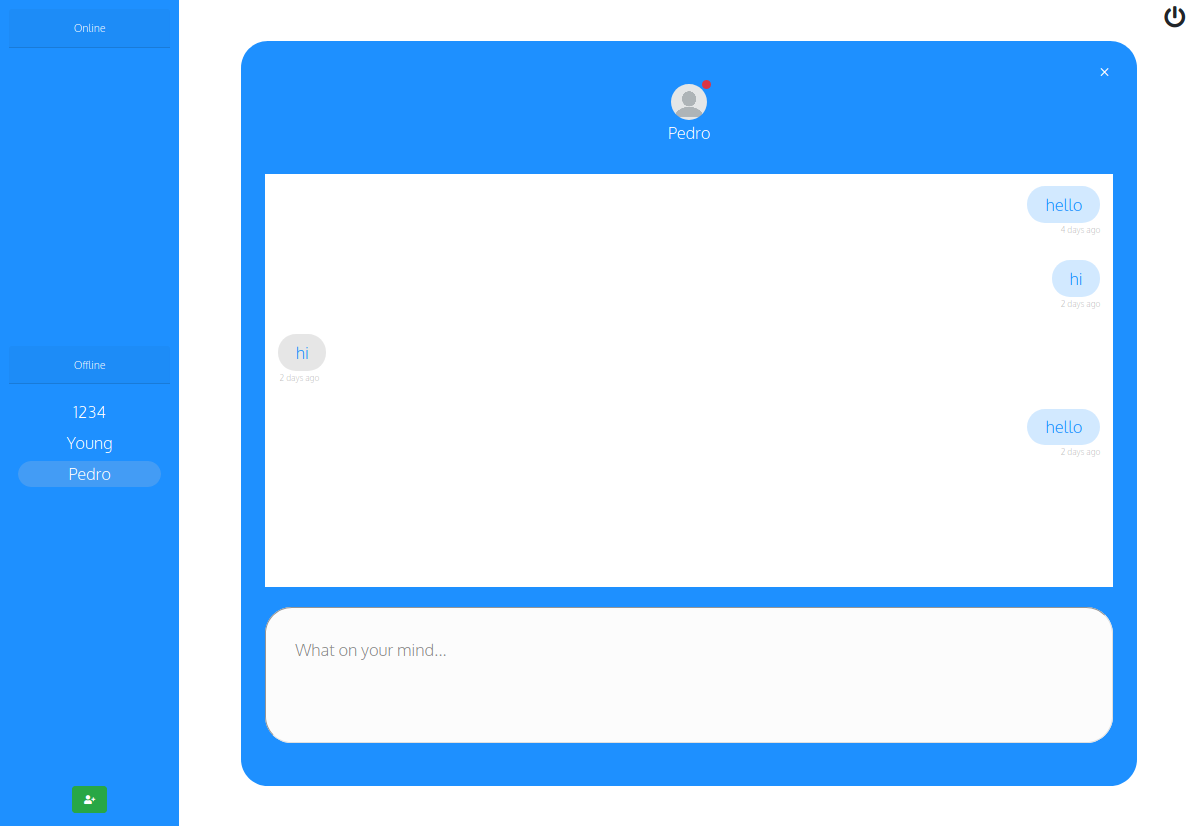 Online
Offline
1234
Young
Pedro
×
Pedro
hello
4 days ago
hi
2 days ago
hi
2 days ago
hello
2 days ago
What on your mind...